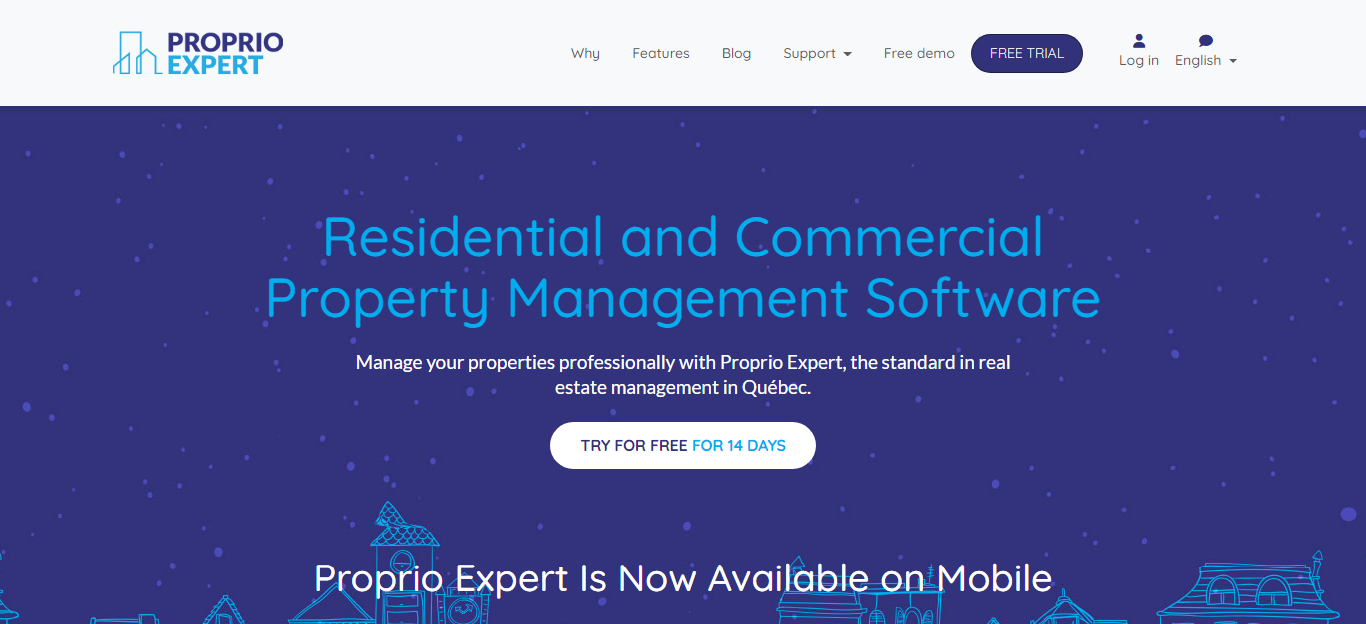 PROPRIO
EXPERT
Why Features Blog Support Free demo FREE TRIAL Log in English
Residential and Commercial
Property Management Software
Manage your properties professionally with Proprio Expert, the standard in real
estate management in Québec.
TRY FOR FREE FOR 14 DAYS
Proprio Expert Is Now Available on Mobile